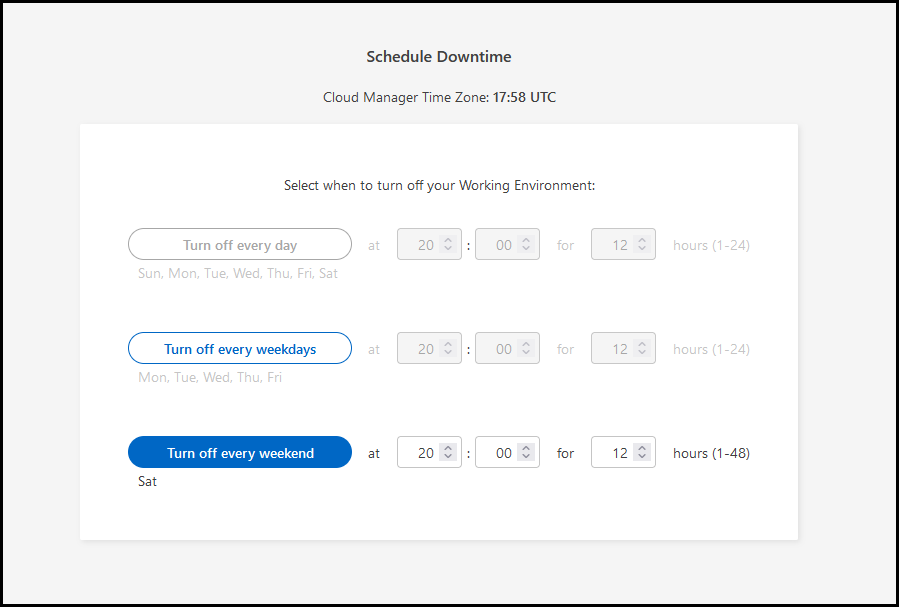 Schedule Downtime
Cloud Manager Time Zone: 17:58 UTC
Select when to turn off your Working Environment:
Turn off every day at 20 : 00 for 12 hours (1-24)
Sun, Mon, Tue, Wed, Thu, Fri, Sat
Turn off every weekdays at 20 : 00 for 12 hours (1-24)
Mon, Tue, Wed, Thu, Fri
Turn off every weekend at 20 : 00 for 12 hours (1-48)
Sat